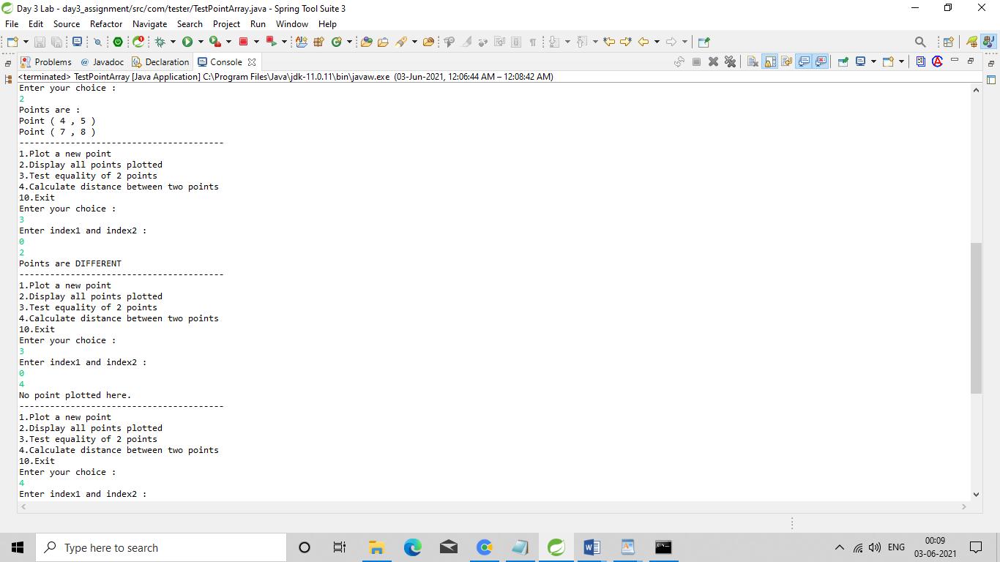 Day 3 Lab - day3_assignment/src/com/tester/TestPointArray.java - Spring Tool Suite 3
File Edit Source Refactor Navigate Search Project Run Window Help
Problems @ Javadoc Declaration Console
<terminated> TestPointArray [Java Application] C:\Program Files\Java\jdk-11.0.11\bin\javaw.exe (03-Jun-2021, 12:06:44 AM – 12:08:42 AM)
Enter your choice :
2
Points are :
Point ( 4 , 5 )
Point ( 7 , 8 )
----------------------------------------
1.Plot a new point
2.Display all points plotted
3.Test equality of 2 points
4.Calculate distance between two points
10.Exit
Enter your choice :
3
Enter index1 and index2 :
0
2
Points are DIFFERENT
----------------------------------------
1.Plot a new point
2.Display all points plotted
3.Test equality of 2 points
4.Calculate distance between two points
10.Exit
Enter your choice :
3
Enter index1 and index2 :
0
4
No point plotted here.
----------------------------------------
1.Plot a new point
2.Display all points plotted
3.Test equality of 2 points
4.Calculate distance between two points
10.Exit
Enter your choice :
4
Enter index1 and index2 :
Type here to search
ENG
00:09
03-06-2021